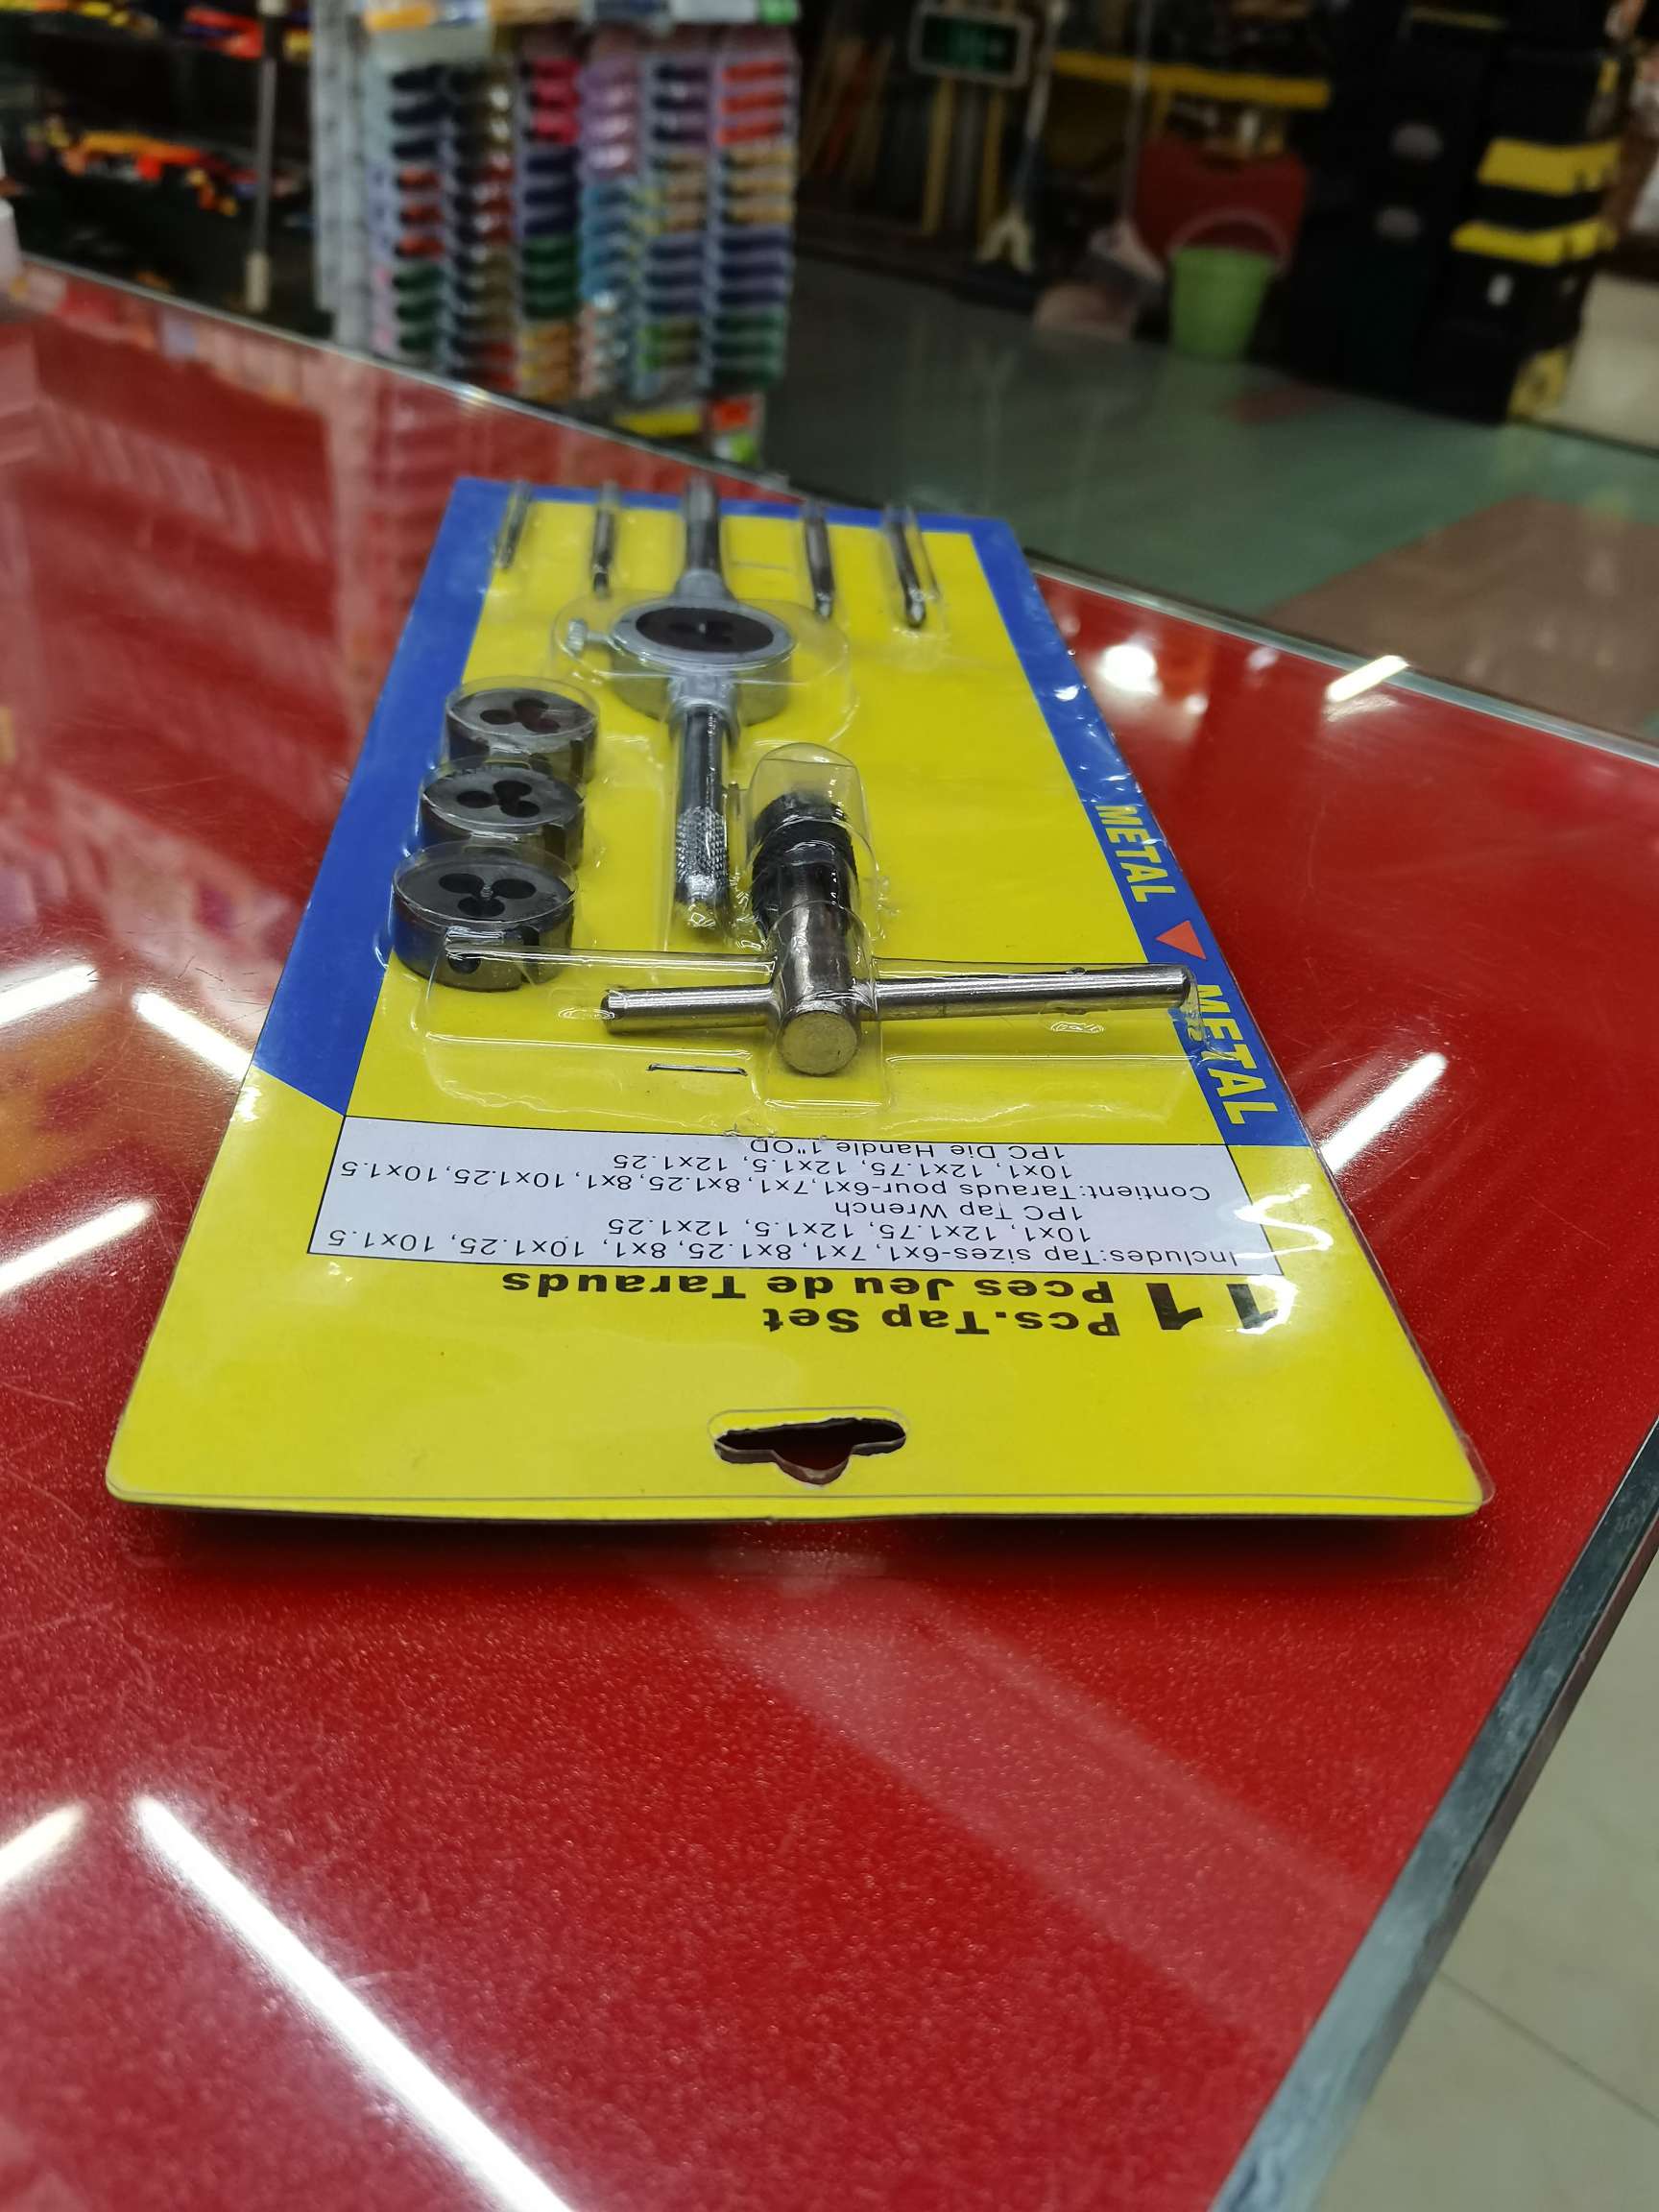 11 Pcs.Tap Set
Pces Jeu de Tarauds
Includes:Tap sizes-6x1, 7x1, 8x1.25, 8x1, 10x1.25, 10x1.5
10x1, 12x1.75, 12x1.5, 12x1.25
1PC Tap Wrench
Contient:Tarauds pour-6x1,7x1,8x1.25,8x1,10x1.25,10x1.5
10x1, 12x1.75, 12x1.5, 12x1.25
1PC Die Handle 1"OD
METAL
METAL